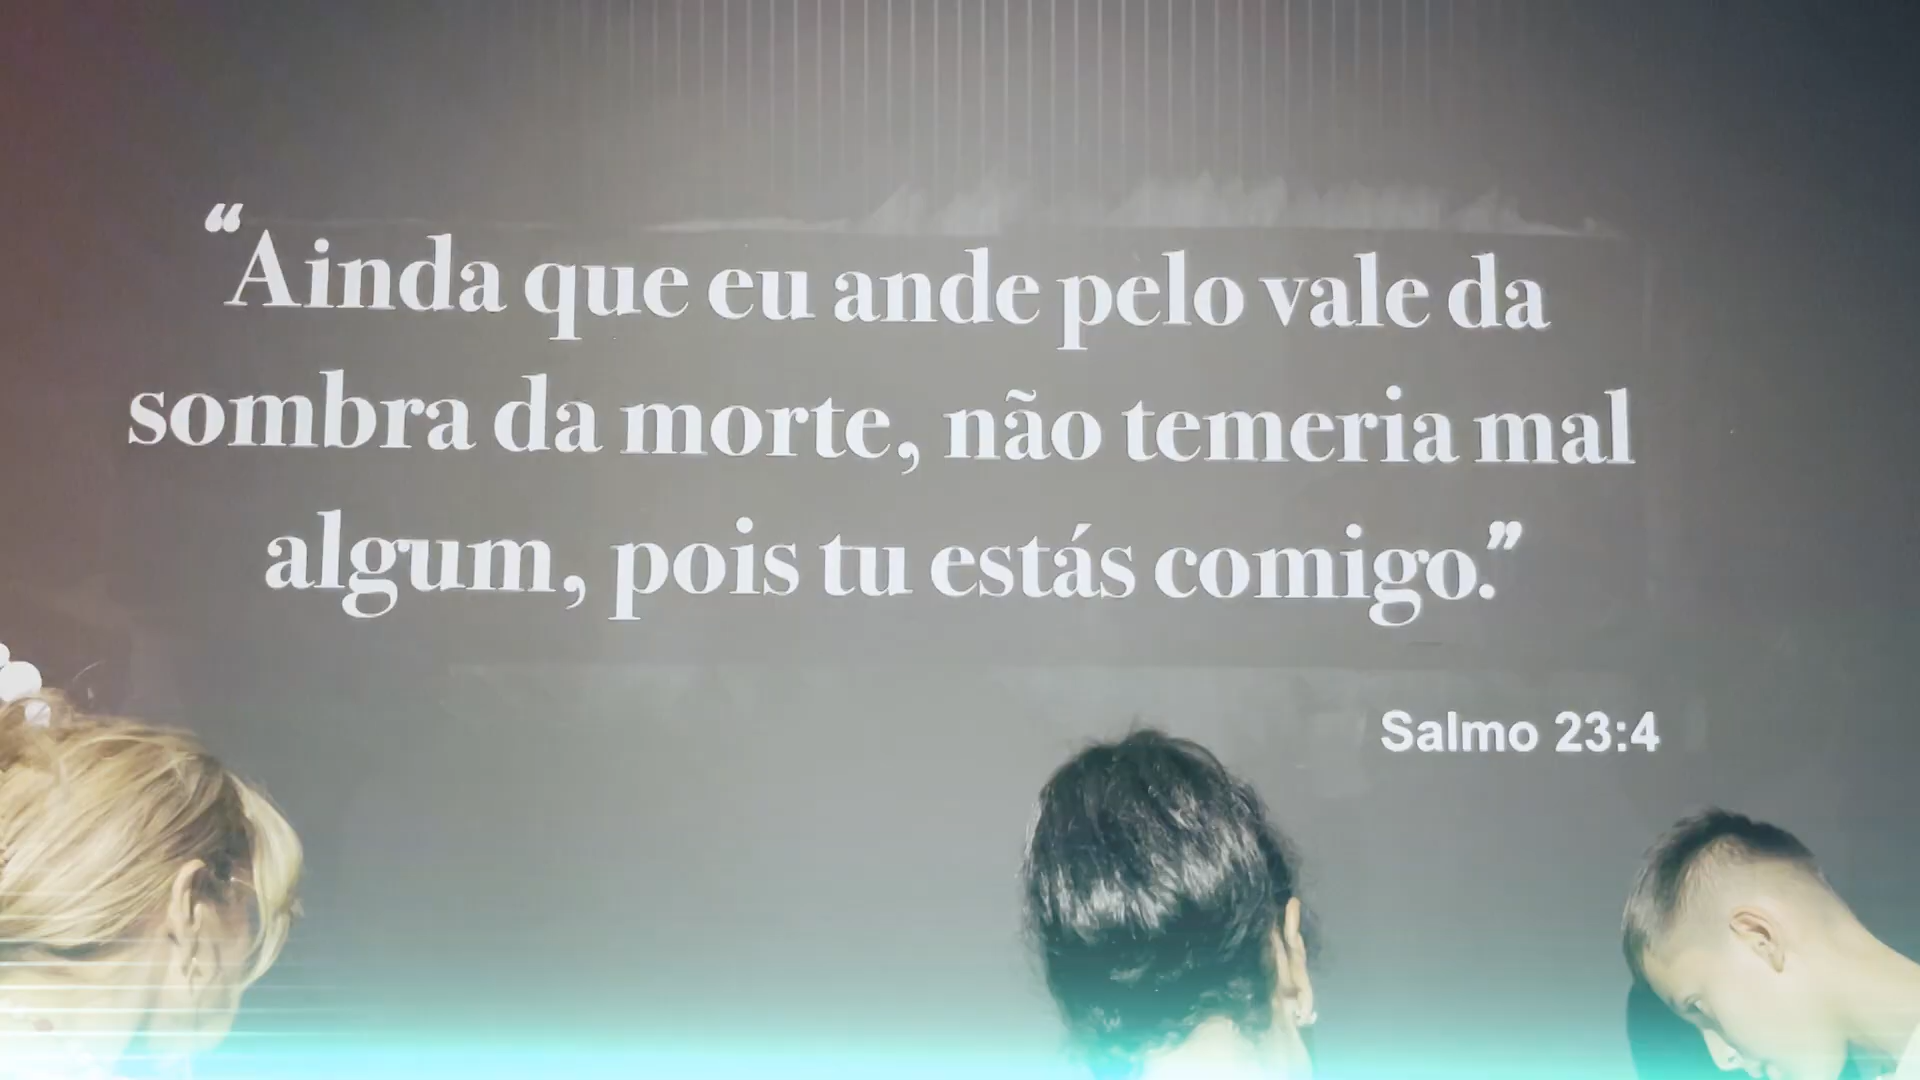 “Ainda que eu ande pelo vale da
sombra da morte, não temeria mal
algum, pois tu estás comigo.”
Salmo 23:4